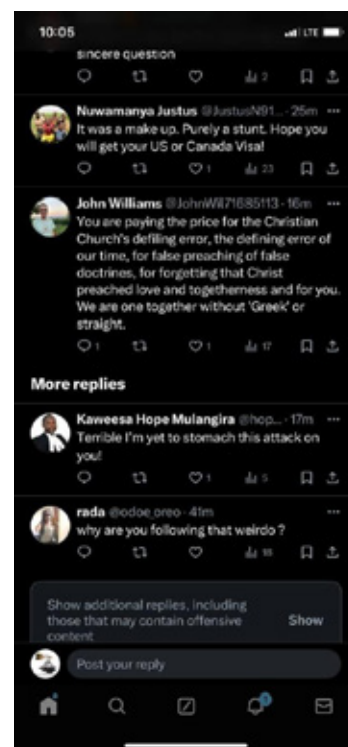 10:05
LTE
sincere question
2
Nuwamanya Justus @JustusN91... · 25m
It was a make up. Purely a stunt. Hope you
will get your US or Canada Visa!
1 23
John Williams @JohnWill71685113 · 16m
You are paying the price for the Christian
Church's defiling error, the defining error of
our time, for false preaching of false
doctrines, for forgetting that Christ
preached love and togetherness and for you.
We are one together without 'Greek' or
straight.
1 1 17
More replies
Kaweesa Hope Mulangira @hop... · 17m
Terrible I'm yet to stomach this attack on
you!
1 5
rada @odoe_oreo · 41m
why are you following that weirdo ?
18
Show additional replies, including
those that may contain offensive
content
Show
Post your reply